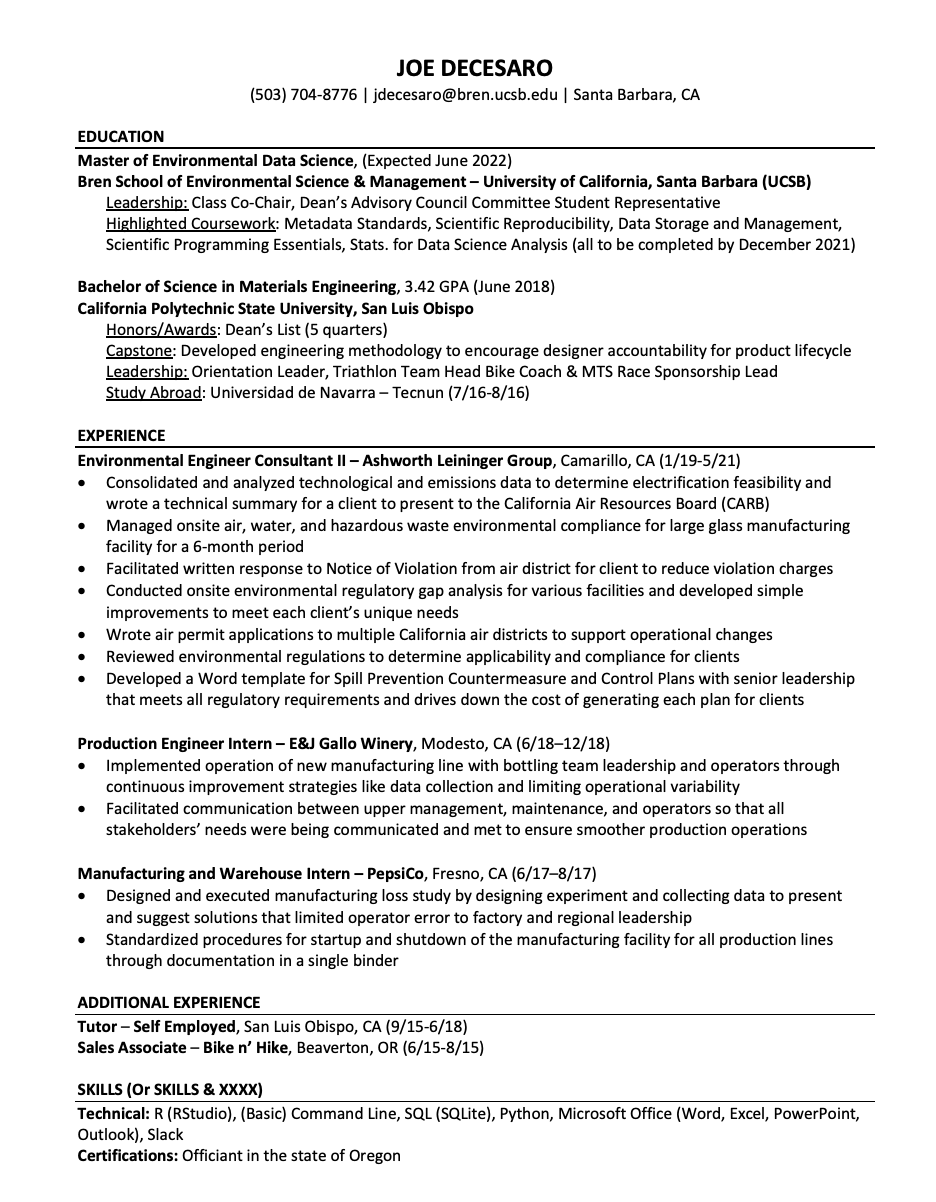 JOE DECESARO
(503) 704-8776 | jdecesaro@bren.ucsb.edu | Santa Barbara, CA
EDUCATION
Master of Environmental Data Science, (Expected June 2022)
Bren School of Environmental Science & Management – University of California, Santa Barbara (UCSB)
Leadership: Class Co-Chair, Dean’s Advisory Council Committee Student Representative
Highlighted Coursework: Metadata Standards, Scientific Reproducibility, Data Storage and Management,
Scientific Programming Essentials, Stats. for Data Science Analysis (all to be completed by December 2021)
Bachelor of Science in Materials Engineering, 3.42 GPA (June 2018)
California Polytechnic State University, San Luis Obispo
Honors/Awards: Dean’s List (5 quarters)
Capstone: Developed engineering methodology to encourage designer accountability for product lifecycle
Leadership: Orientation Leader, Triathlon Team Head Bike Coach & MTS Race Sponsorship Lead
Study Abroad: Universidad de Navarra – Tecnun (7/16-8/16)
EXPERIENCE
Environmental Engineer Consultant II – Ashworth Leininger Group, Camarillo, CA (1/19-5/21)
• Consolidated and analyzed technological and emissions data to determine electrification feasibility and
wrote a technical summary for a client to present to the California Air Resources Board (CARB)
• Managed onsite air, water, and hazardous waste environmental compliance for large glass manufacturing
facility for a 6-month period
• Facilitated written response to Notice of Violation from air district for client to reduce violation charges
• Conducted onsite environmental regulatory gap analysis for various facilities and developed simple
improvements to meet each client’s unique needs
• Wrote air permit applications to multiple California air districts to support operational changes
• Reviewed environmental regulations to determine applicability and compliance for clients
• Developed a Word template for Spill Prevention Countermeasure and Control Plans with senior leadership
that meets all regulatory requirements and drives down the cost of generating each plan for clients
Production Engineer Intern – E&J Gallo Winery, Modesto, CA (6/18–12/18)
• Implemented operation of new manufacturing line with bottling team leadership and operators through
continuous improvement strategies like data collection and limiting operational variability
• Facilitated communication between upper management, maintenance, and operators so that all
stakeholders’ needs were being communicated and met to ensure smoother production operations
Manufacturing and Warehouse Intern – PepsiCo, Fresno, CA (6/17–8/17)
• Designed and executed manufacturing loss study by designing experiment and collecting data to present
and suggest solutions that limited operator error to factory and regional leadership
• Standardized procedures for startup and shutdown of the manufacturing facility for all production lines
through documentation in a single binder
ADDITIONAL EXPERIENCE
Tutor – Self Employed, San Luis Obispo, CA (9/15-6/18)
Sales Associate – Bike n’ Hike, Beaverton, OR (6/15-8/15)
SKILLS (Or SKILLS & XXXX)
Technical: R (RStudio), (Basic) Command Line, SQL (SQLite), Python, Microsoft Office (Word, Excel, PowerPoint,
Outlook), Slack
Certifications: Officiant in the state of Oregon